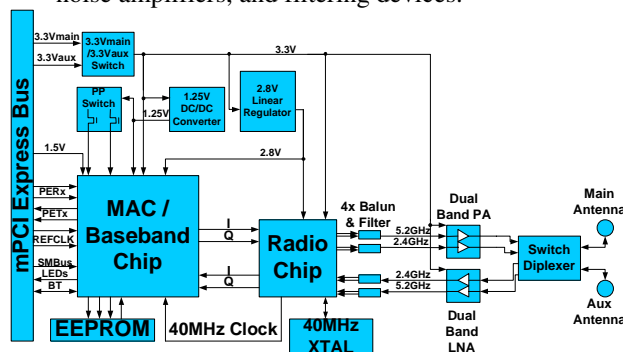 noise amplifiers, and filtering devices.
3.3Vmain
3.3Vaux
3.3Vmain
/3.3Vaux
Switch
3.3V
PP
Switch
1.25V
DC/DC
Converter
1.25V
2.8V
Linear
Regulator
1.5V
2.8V
mPCI Express Bus
PERx
PETx
REFCLK
SMBus
LEDs
BT
MAC /
Baseband
Chip
I
Q
I
Q
Radio
Chip
4x Balun
& Filter
5.2GHz
2.4GHz
2.4GHz
5.2GHz
Dual
Band PA
Dual
Band
LNA
Switch
Diplexer
Main
Antenna
Aux
Antenna
EEPROM
40MHz Clock
40MHz
XTAL